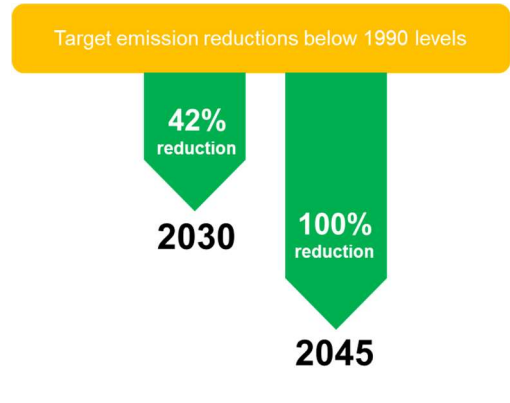 Target emission reductions below 1990 levels
42%
reduction
2030
100%
reduction
2045